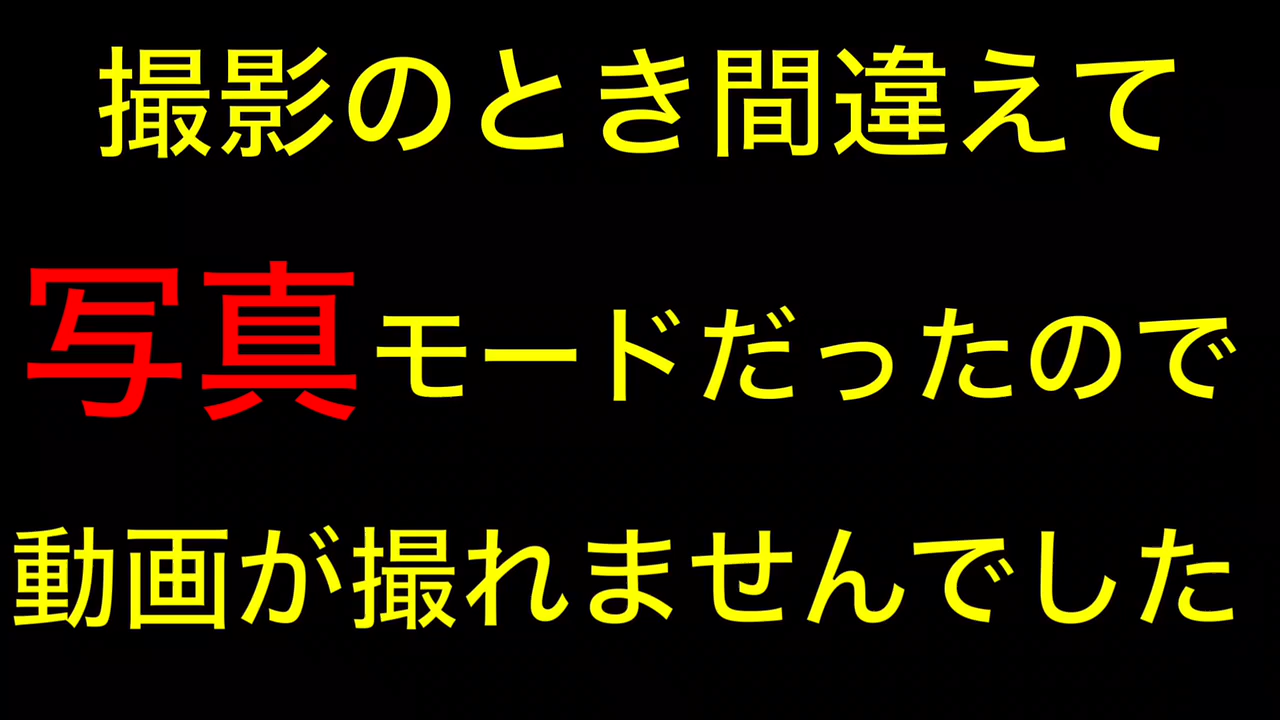 撮影のとき間違えて
写真モードだったので
動画が撮れませんでした